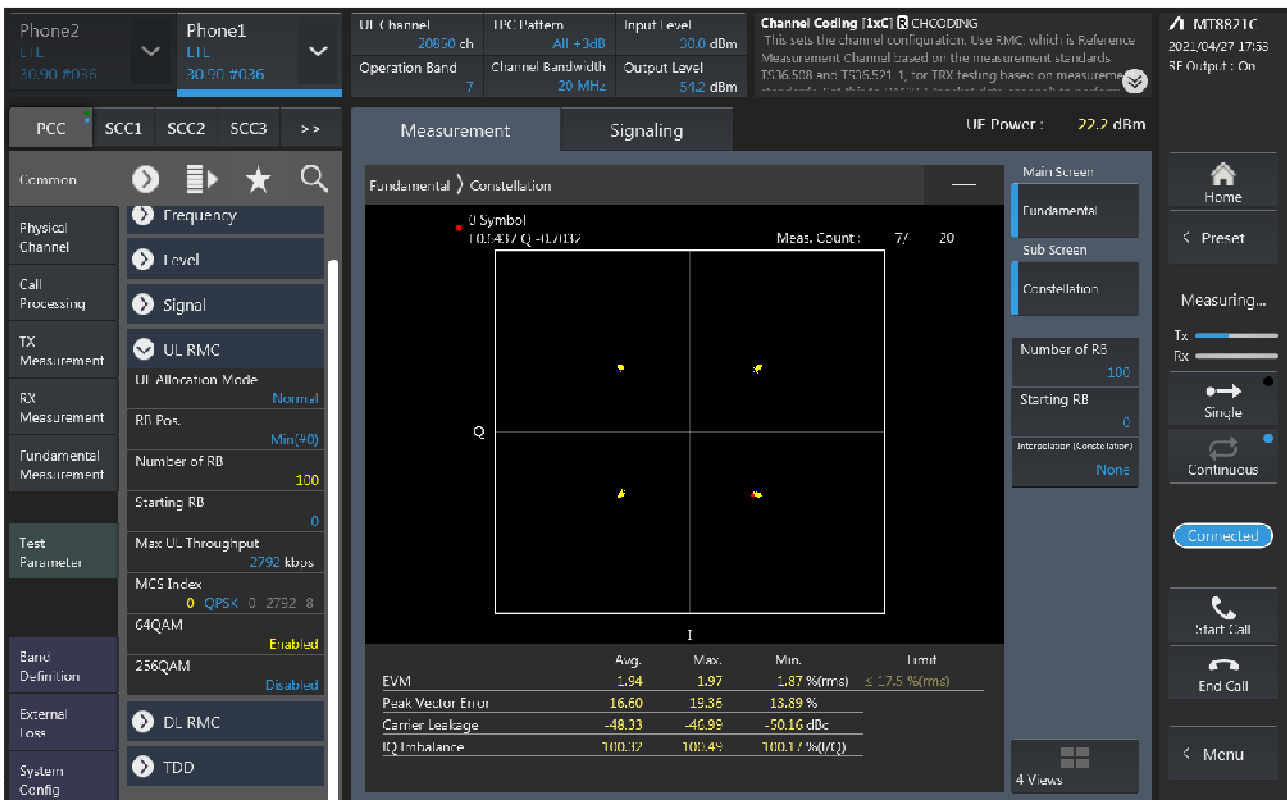 Phone2
LTE
30.90 #036
Phone1
LTE
30.90 #036
UL Channel
20850 ch
Operation Band
7
TPC Pattern
All +3dB
Channel Bandwidth
20 MHz
Input Level
30.0 dBm
Output Level
-54.2 dBm
Channel Coding [1xC] R CHCODING
This sets the channel configuration. Use RMC, which is Reference
Measurement Channel based on the measurement standards
TS36.508 and TS36.521-1, for TRX testing based on measureme
MT8821C
2021/04/27 17:53
RF Output : On
PCC
SCC1
SCC2
SCC3
>>
Measurement
Signaling
UE Power :
22.2 dBm
Common
Physical
Channel
Call
Processing
TX
Measurement
RX
Measurement
Fundamental
Measurement
Test
Parameter
Band
Definition
External
Loss
System
Config
Frequency
Level
Signal
UL RMC
UL Allocation Mode
Normal
RB Pos.
Min(#0)
Number of RB
100
Starting RB
0
Max UL Throughput
2792 kbps
MCS Index
0 QPSK 0 2792 8
64QAM
Enabled
256QAM
Disabled
DL RMC
TDD
Fundamental 〉 Constellation
0 Symbol
I 0.6437 Q -0.7032
Meas. Count : 7/ 20
Q
I
Avg. Max. Min. Limit
EVM 1.94 1.97 1.87 %(rms) ≤ 17.5 %(rms)
Peak Vector Error 16.60 19.36 13.89 %
Carrier Leakage -48.33 -46.99 -50.16 dBc
IQ Imbalance 100.32 100.49 100.17 %(I/Q)
Main Screen
Fundamental
Sub Screen
Constellation
Number of RB
100
Starting RB
0
Interpolation (Constellation)
None
4 Views
Home
Preset
Measuring...
Tx
Rx
Single
Continuous
Connected
Start Call
End Call
Menu